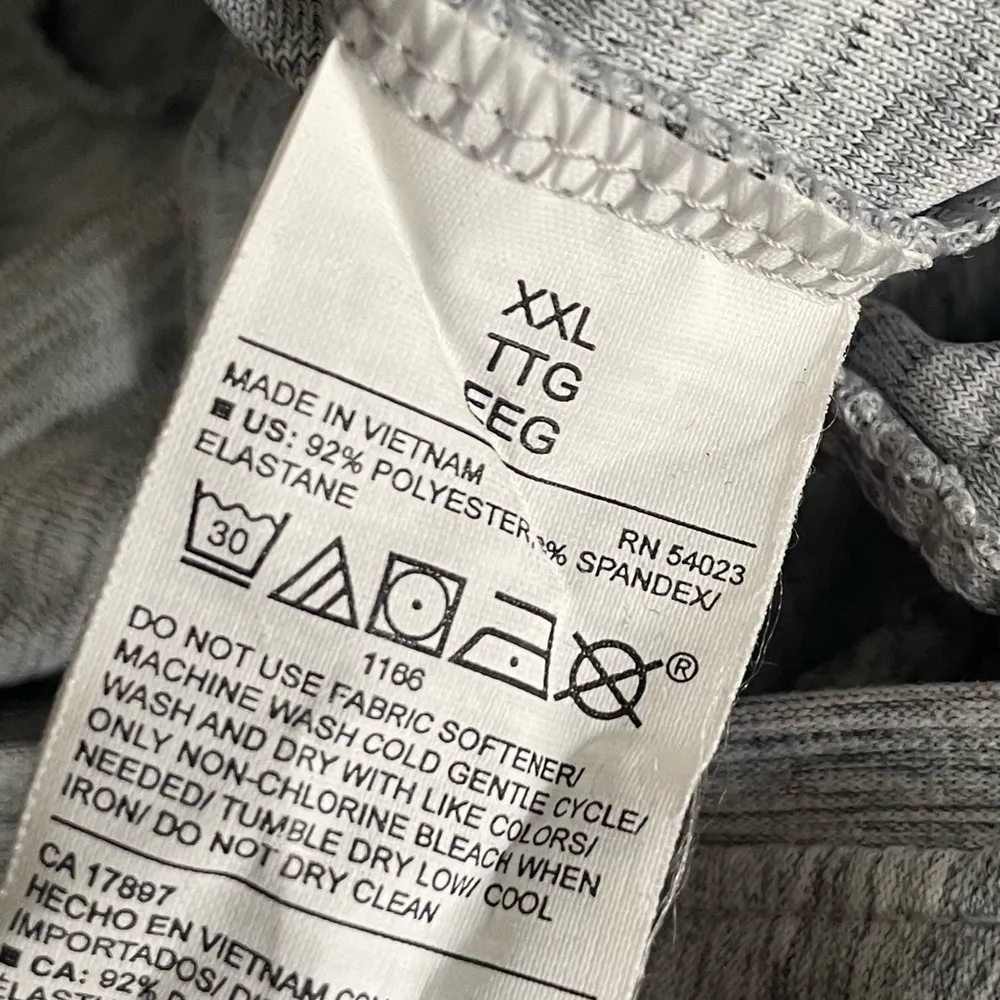 XXL
TTG
EEG
MADE IN VIETNAM RN 54023
US: 92% POLYESTER % SPANDEX/
ELASTANE
30
®
1166
DO NOT USE FABRIC SOFTENER/
MACHINE WASH COLD GENTLE CYCLE/
WASH AND DRY WITH LIKE COLORS/
ONLY NON-CHLORINE BLEACH WHEN
NEEDED/ TUMBLE DRY LOW/ COOL
IRON/ DO NOT DRY CLEAN
CA 17897
HECHO EN VIETNAM
IMPORTADOS/
CA: 92%